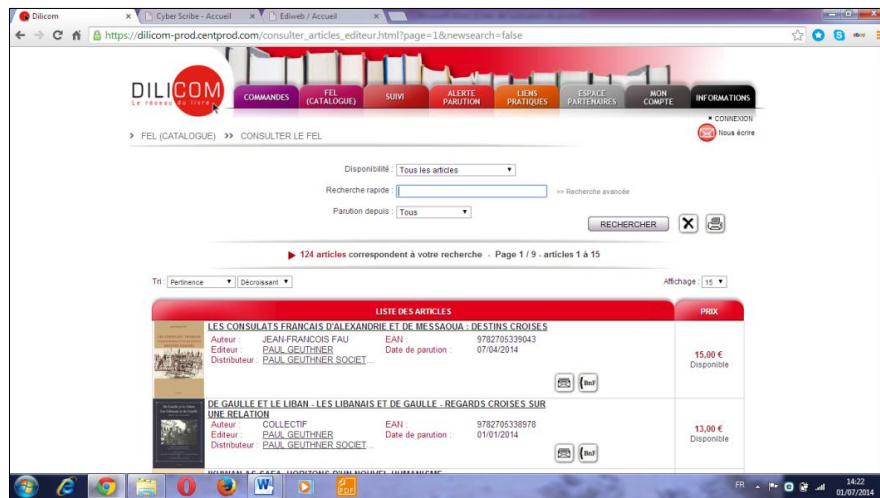 Dilicom
Cyber Scribe - Accueil
Ediweb / Accueil
https://dilicom-prod.centprod.com/consulter_articles_editeur.html?page=1&newsearch=false
DILICOM
Le réseau du livre
COMMANDES
FEL
(CATALOGUE)
SUIVI
ALERTE
PARUTION
LIENS
PRATIQUES
ESPACE
PARTENAIRES
MON
COMPTE
INFORMATIONS
CONNEXION
Nous écrire
> FEL (CATALOGUE) >> CONSULTER LE FEL
Disponibilité : Tous les articles
Recherche rapide :
>> Recherche avancée
Parution depuis : Tous
RECHERCHER
124 articles correspondent à votre recherche - Page 1 / 9 - articles 1 à 15
Tri : Pertinence Décroissant
Affichage : 15
LISTE DES ARTICLES PRIX
LES CONSULATS FRANCAIS D'ALEXANDRIE ET DE MESSAOUA : DESTINS CROISES
Auteur : JEAN-FRANCOIS FAU EAN : 9782705339043
Editeur : PAUL GEUTHNER Date de parution : 07/04/2014
Distributeur : PAUL GEUTHNER SOCIET...
15,00 €
Disponible
BnF
DE GAULLE ET LE LIBAN - LES LIBANAIS ET DE GAULLE - REGARDS CROISES SUR
UNE RELATION
Auteur : COLLECTIF EAN : 9782705338978
Editeur : PAUL GEUTHNER Date de parution : 01/01/2014
Distributeur : PAUL GEUTHNER SOCIET...
13,00 €
Disponible
BnF
FR
14:22
01/07/2014